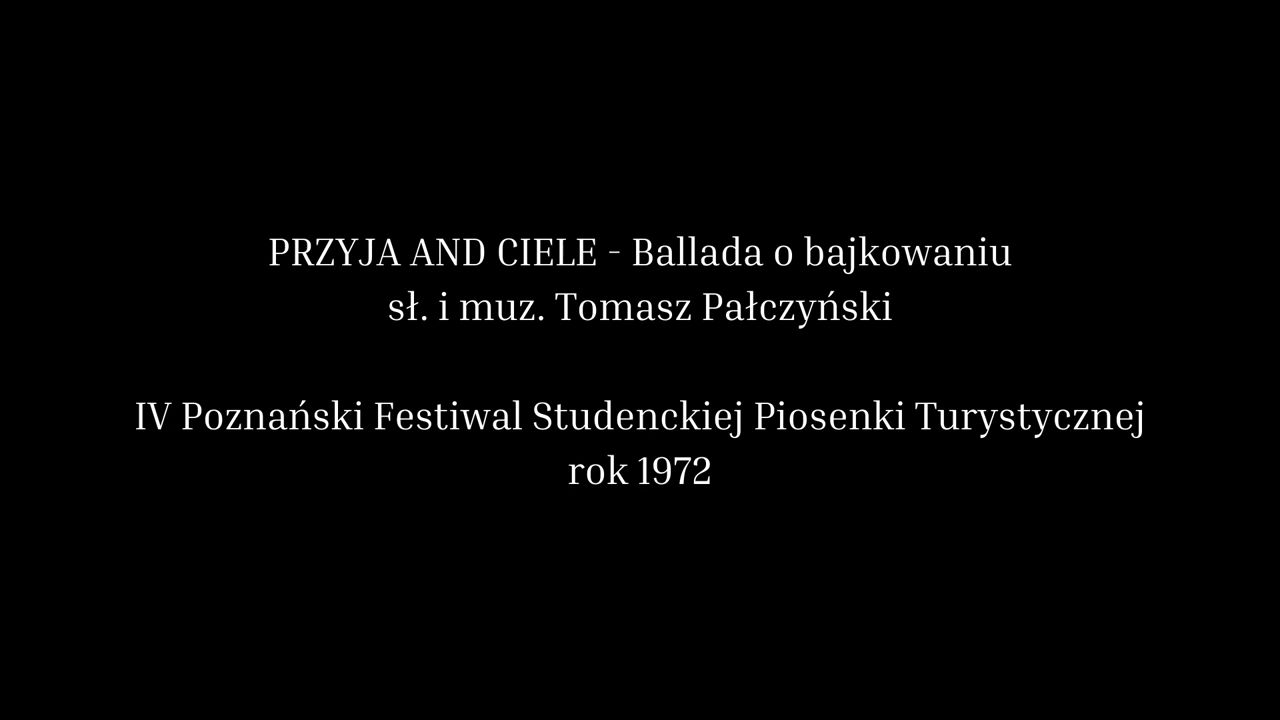 PRZYJA AND CIELE - Ballada o bajkowaniu
sł. i muz. Tomasz Pałczyński
IV Poznański Festiwal Studenckiej Piosenki Turystycznej
rok 1972